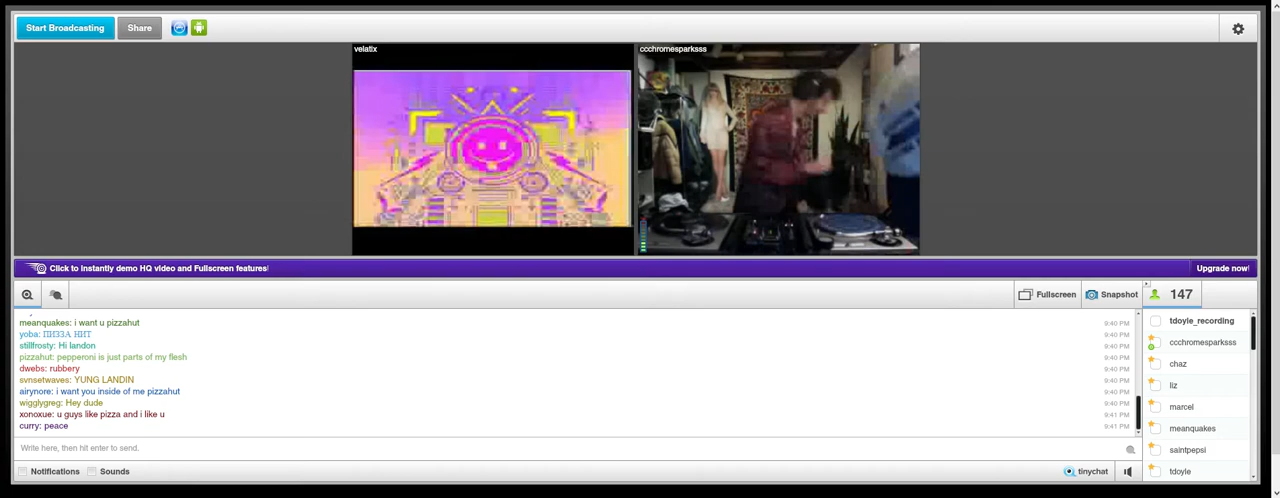 Start Broadcasting Share
velatix ccchromesparksss
Click to instantly demo HQ video and Fullscreen features! Upgrade now!
Fullscreen Snapshot 147
meanquakes: i want u pizzahut 9:40 PM
yoba: ПИЗЗА НИТ 9:40 PM
stillfrosty: Hi landon 9:40 PM
pizzahut: pepperoni is just parts of my flesh 9:40 PM
dwebs: rubbery 9:40 PM
svnsetwaves: YUNG LANDIN 9:40 PM
airynore: i want you inside of me pizzahut 9:40 PM
wigglygreg: Hey dude 9:40 PM
xonoxue: u guys like pizza and i like u 9:41 PM
curry: peace 9:41 PM
tdoyle_recording
ccchromesparksss
chaz
liz
marcel
meanquakes
saintpepsi
tdoyle
Write here, then hit enter to send.
Notifications Sounds tinychat